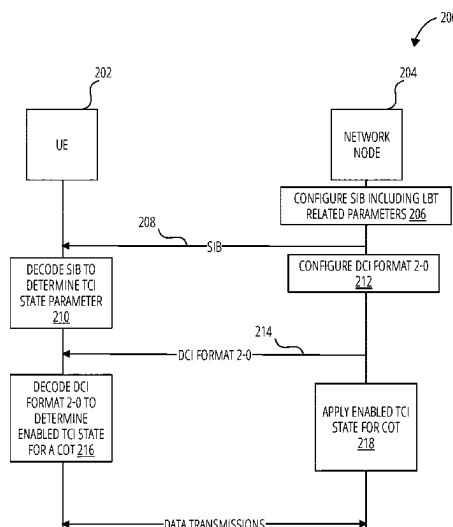 200
202
204
UE
NETWORK
NODE
CONFIGURE SIB INCLUDING LBT
RELATED PARAMETERS 206
208
SIB
DECODE SIB TO
DETERMINE TCI
STATE PARAMETER
210
CONFIGURE DCI FORMAT 2-0
212
214
DCI FORMAT 2-0
DECODE DCI
FORMAT 2-0 TO
DETERMINE
ENABLED TCI STATE
FOR A COT 216
APPLY ENABLED TCI
STATE FOR COT
218
DATA TRANSMISSIONS